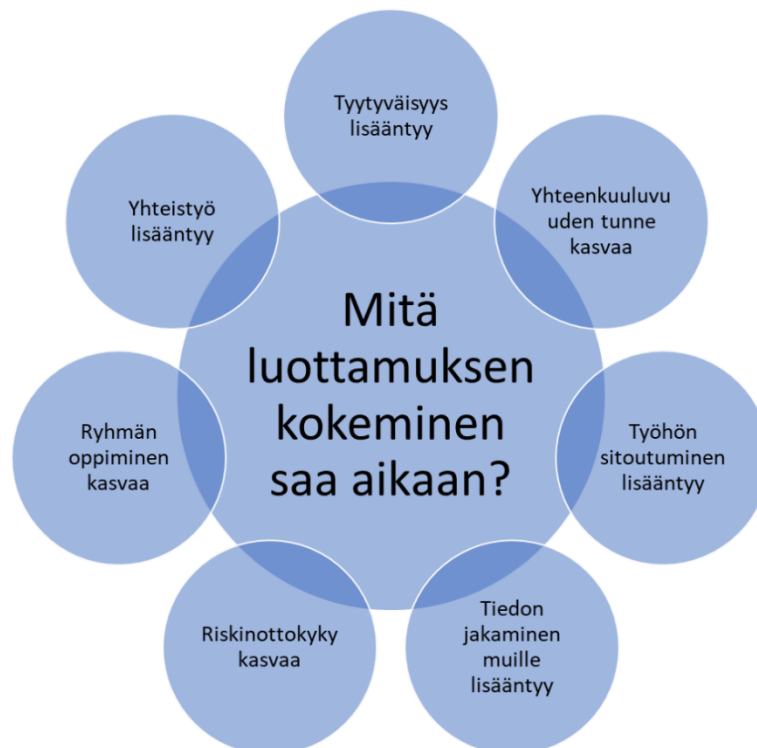 Tyytyväisyys
lisääntyy
Yhteenkuuluvu
uden tunne
kasvaa
Työhön
sitoutuminen
lisääntyy
Tiedon
jakaminen
muille
lisääntyy
Riskinottokyky
kasvaa
Ryhmän
oppiminen
kasvaa
Yhteistyö
lisääntyy
Mitä
luottamuksen
kokeminen
saa aikaan?